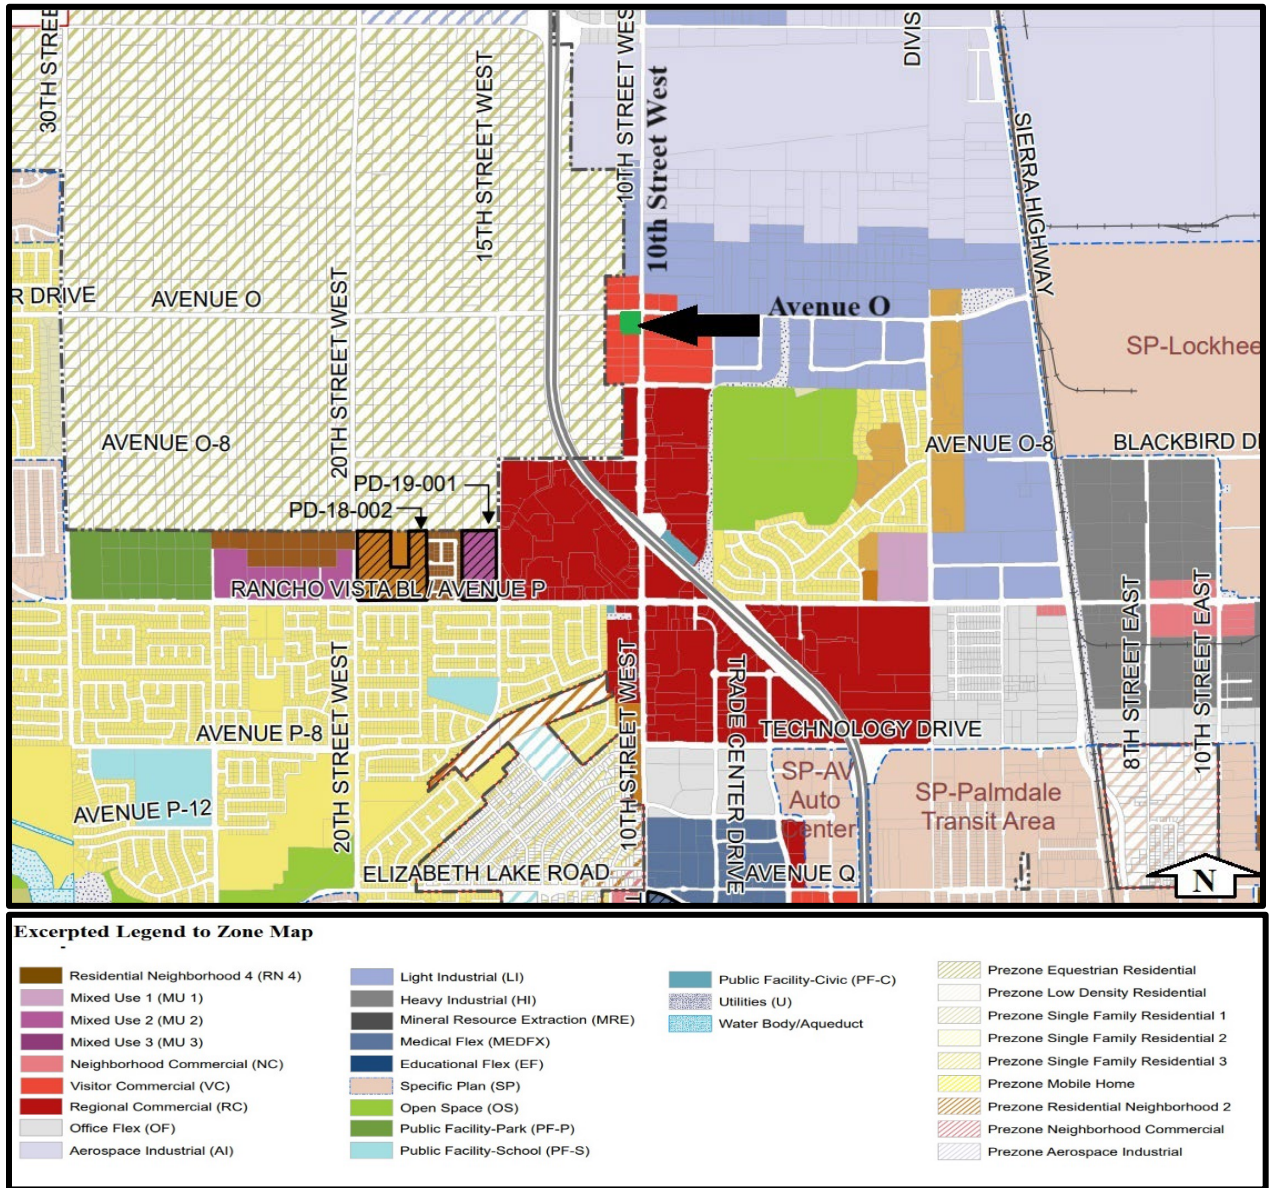 30TH STREE
15TH STREET WEST
10TH STREET WES
10th Street West
DIVIS
SIERRA HIGHWAY
R DRIVE
AVENUE O
20TH STREET WEST
Avenue O
SP-Lockhee
AVENUE O-8
AVENUE O-8
BLACKBIRD
PD-19-001
PD-18-002
RANCHO VISTA BL / AVENUE P
8TH STREET EAST
10TH STREET EAST
20TH STREET WEST
10TH STREET WEST
TRADE CENTER DRIVE
AVENUE P-8
TECHNOLOGY DRIVE
SP-AV
Auto
Center
SP-Palmdale
Transit Area
AVENUE P-12
ELIZABETH LAKE ROAD
AVENUE Q
N
Excerpted Legend to Zone Map
Residential Neighborhood 4 (RN 4)
Mixed Use 1 (MU 1)
Mixed Use 2 (MU 2)
Mixed Use 3 (MU 3)
Neighborhood Commercial (NC)
Visitor Commercial (VC)
Regional Commercial (RC)
Office Flex (OF)
Aerospace Industrial (AI)
Light Industrial (LI)
Heavy Industrial (HI)
Mineral Resource Extraction (MRE)
Medical Flex (MEDFX)
Educational Flex (EF)
Specific Plan (SP)
Open Space (OS)
Public Facility-Park (PF-P)
Public Facility-School (PF-S)
Public Facility-Civic (PF-C)
Utilities (U)
Water Body/Aqueduct
Prezone Equestrian Residential
Prezone Low Density Residential
Prezone Single Family Residential 1
Prezone Single Family Residential 2
Prezone Single Family Residential 3
Prezone Mobile Home
Prezone Residential Neighborhood 2
Prezone Neighborhood Commercial
Prezone Aerospace Industrial